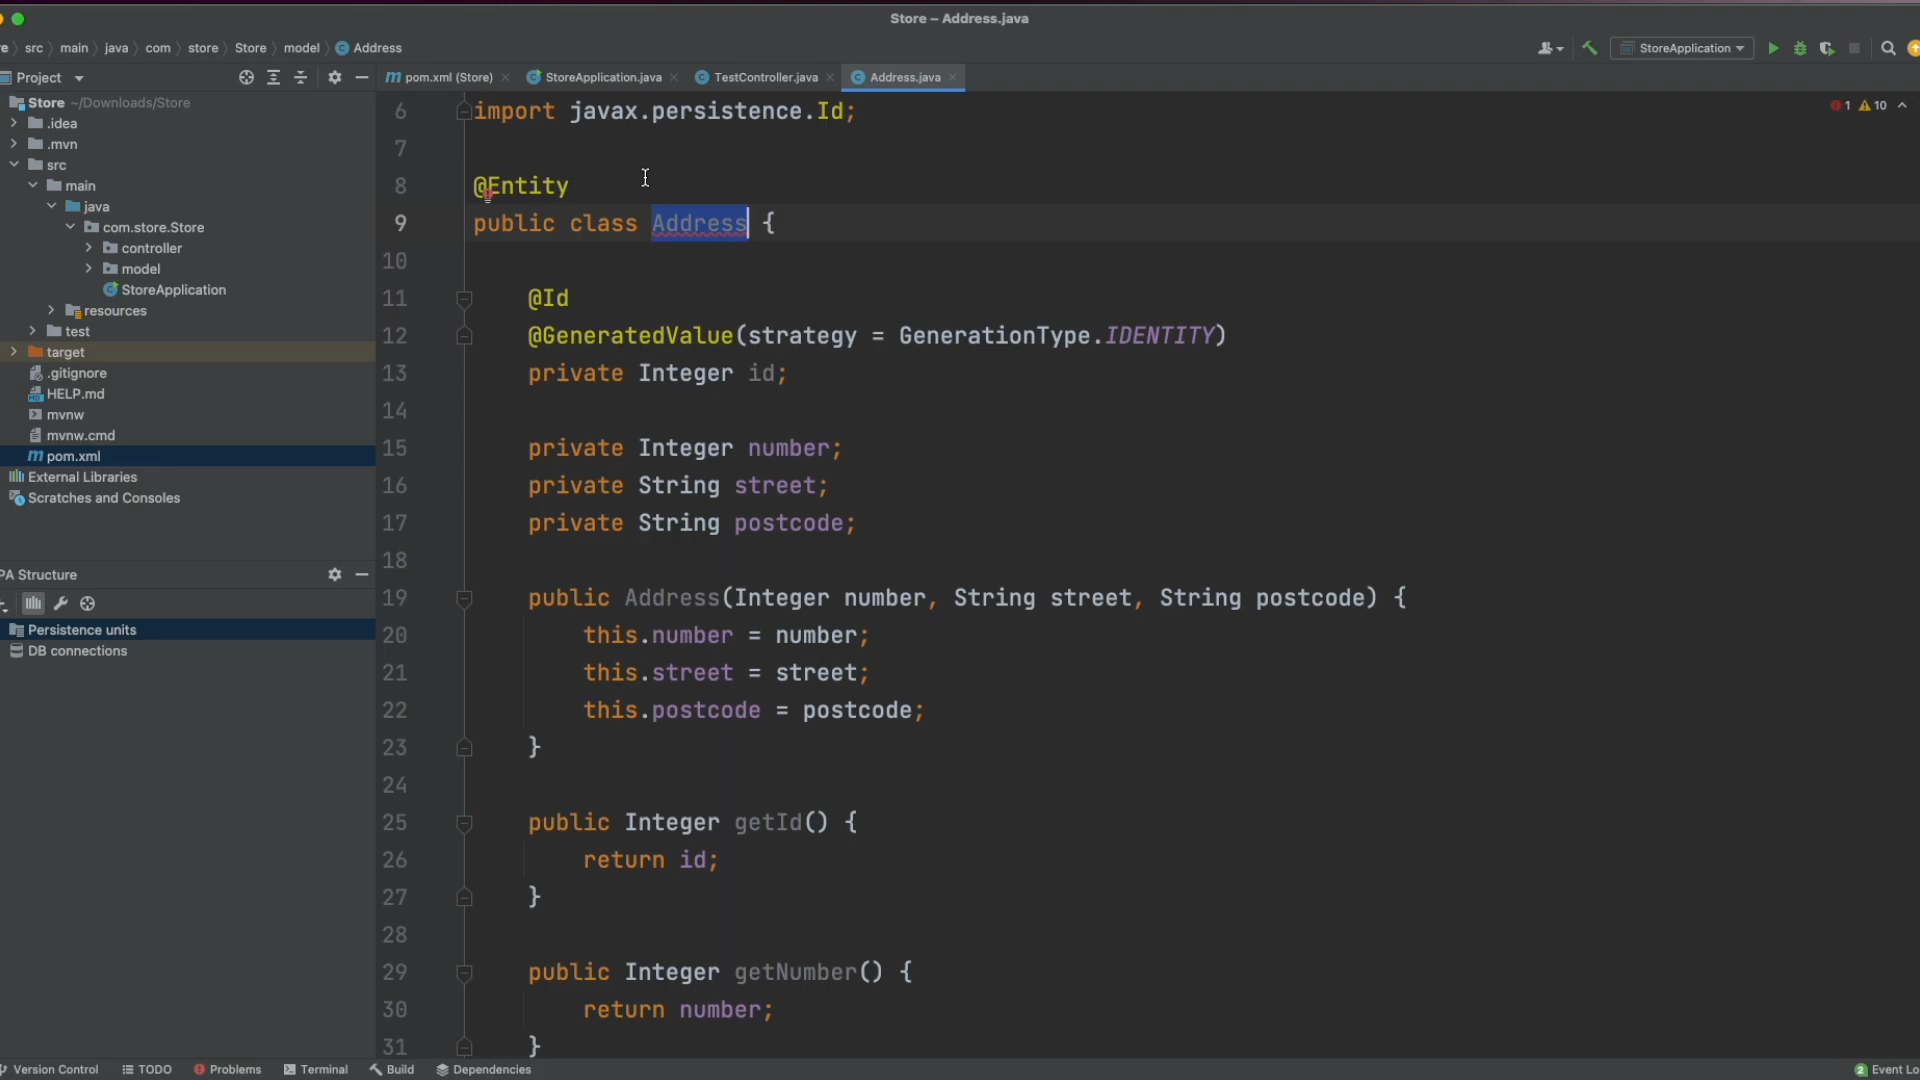 Store – Address.java
src main java com store Store model Address
StoreApplication
Project
pom.xml (Store) StoreApplication.java TestController.java Address.java
Store ~/Downloads/Store
.idea
.mvn
src
main
java
com.store.Store
controller
model
StoreApplication
resources
test
target
.gitignore
HELP.md
mvnw
mvnw.cmd
pom.xml
External Libraries
Scratches and Consoles
PA Structure
Persistence units
DB connections
1 10
6 import javax.persistence.Id;
7
8 @Entity
9 public class Address {
10
11 @Id
12 @GeneratedValue(strategy = GenerationType.IDENTITY)
13 private Integer id;
14
15 private Integer number;
16 private String street;
17 private String postcode;
18
19 public Address(Integer number, String street, String postcode) {
20 this.number = number;
21 this.street = street;
22 this.postcode = postcode;
23 }
24
25 public Integer getId() {
26 return id;
27 }
28
29 public Integer getNumber() {
30 return number;
31 }
Version Control TODO Problems Terminal Build Dependencies 2 Event Lo